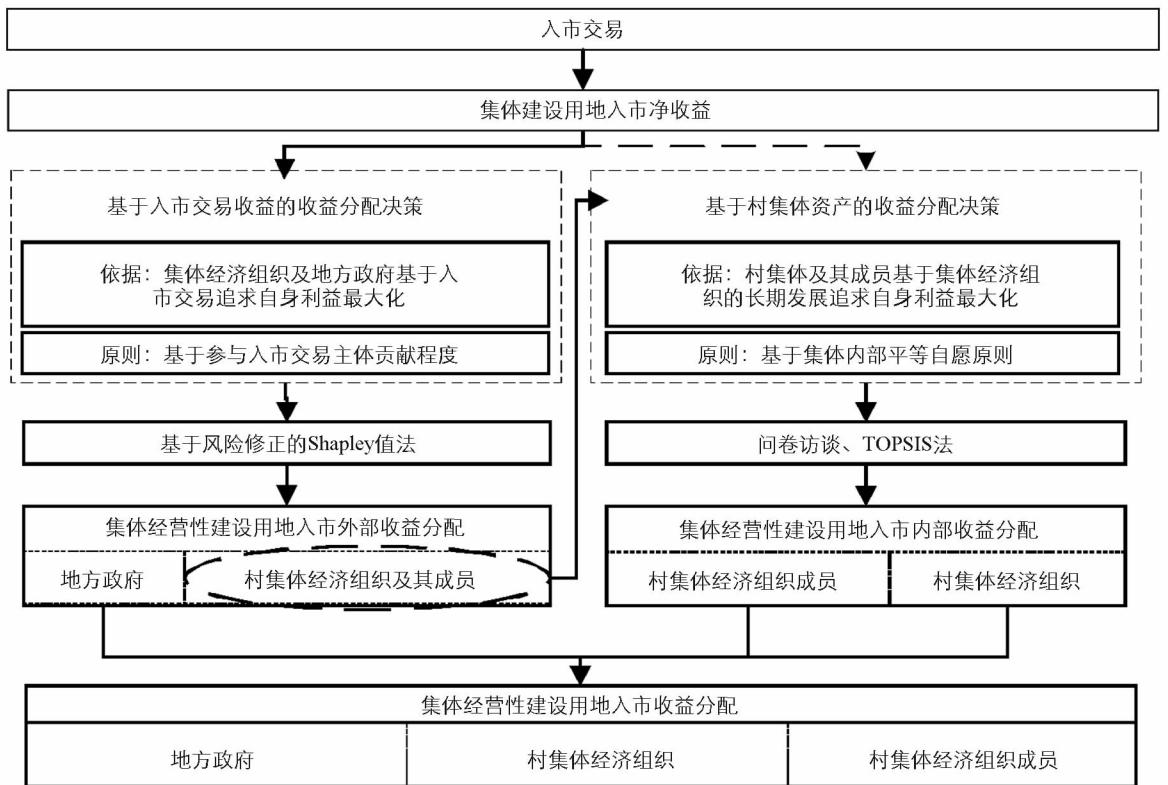 入市交易
集体建设用地入市净收益
基于入市交易收益的收益分配决策
依据：集体经济组织及地方政府基于入
市交易追求自身利益最大化
原则：基于参与入市交易主体贡献程度
基于风险修正的Shapley值法
集体经营性建设用地入市外部收益分配
地方政府
村集体经济组织及其成员
基于村集体资产的收益分配决策
依据：村集体及其成员基于集体经济组
织的长期发展追求自身利益最大化
原则：基于集体内部平等自愿原则
问卷访谈、TOPSIS法
集体经营性建设用地入市内部收益分配
村集体经济组织成员
村集体经济组织
集体经营性建设用地入市收益分配
地方政府
村集体经济组织
村集体经济组织成员